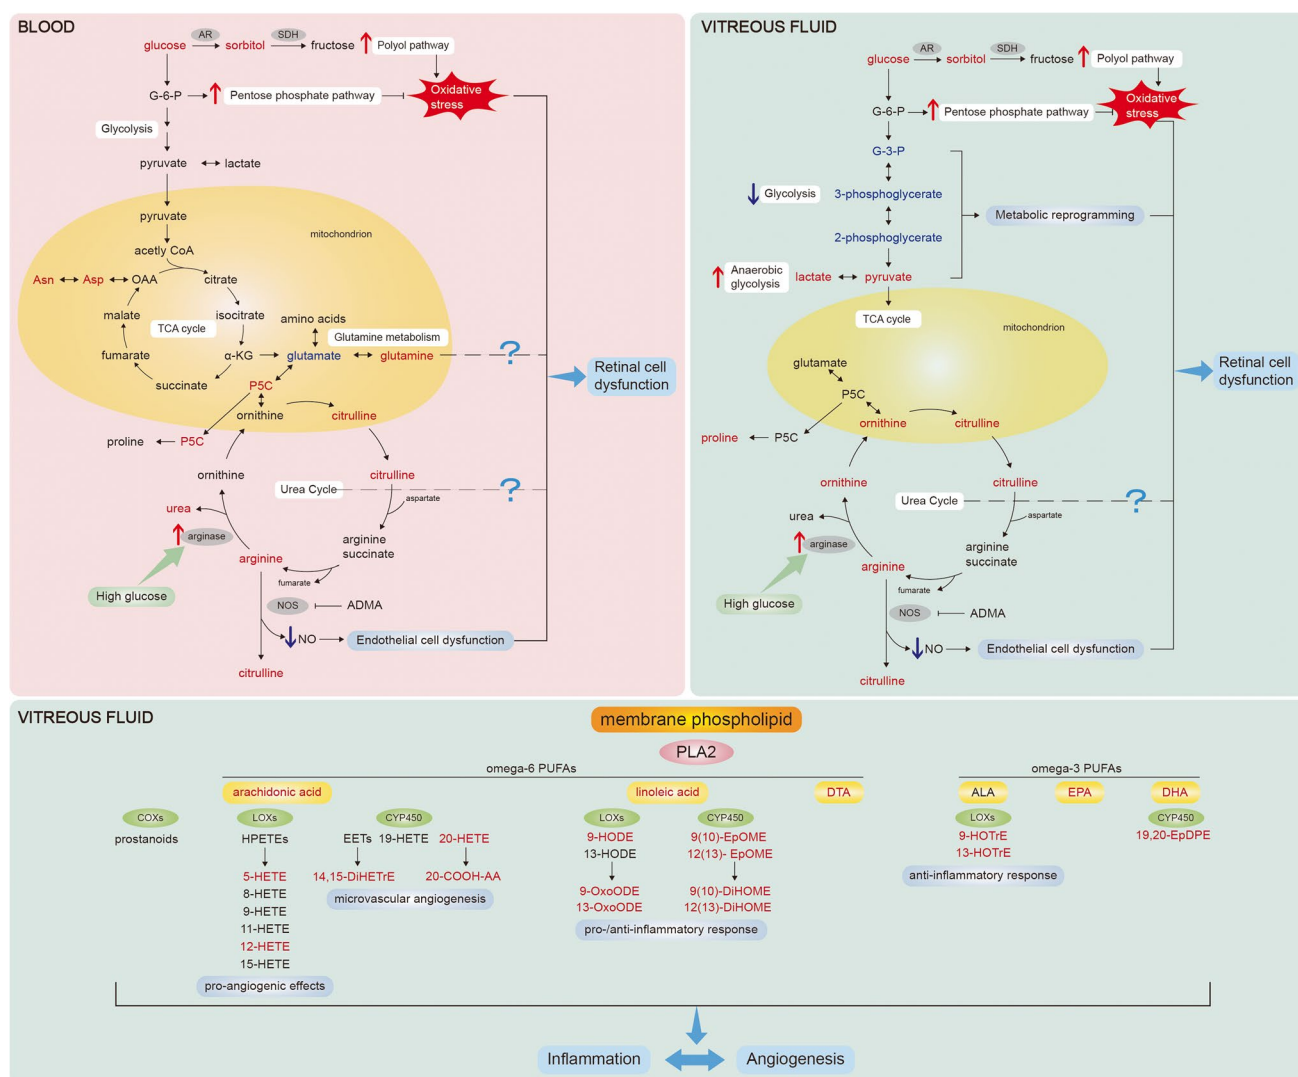 BLOOD
glucose
AR
sorbitol
SDH
fructose
Polyol pathway
G-6-P
Pentose phosphate pathway
Oxidative
stress
Glycolysis
pyruvate
lactate
pyruvate
mitochondrion
acetly CoA
Asn
Asp
OAA
citrate
malate
isocitrate
amino acids
TCA cycle
Glutamine metabolism
fumarate
α-KG
glutamate
glutamine
?
Retinal cell
dysfunction
succinate
P5C
ornithine
citrulline
proline
P5C
ornithine
citrulline
Urea Cycle
?
aspartate
urea
arginase
arginine
succinate
arginine
fumarate
High glucose
NOS
ADMA
NO
Endothelial cell dysfunction
citrulline
VITREOUS FLUID
glucose
AR
sorbitol
SDH
fructose
Polyol pathway
G-6-P
Pentose phosphate pathway
Oxidative
stress
G-3-P
Glycolysis
3-phosphoglycerate
Metabolic reprogramming
2-phosphoglycerate
Anaerobic
glycolysis
lactate
pyruvate
TCA cycle
mitochondrion
glutamate
Retinal cell
dysfunction
P5C
ornithine
citrulline
proline
P5C
ornithine
citrulline
Urea Cycle
?
urea
aspartate
arginase
arginine
succinate
arginine
fumarate
High glucose
NOS
ADMA
NO
Endothelial cell dysfunction
citrulline
VITREOUS FLUID
membrane phospholipid
PLA2
omega-6 PUFAs
omega-3 PUFAs
arachidonic acid
linoleic acid
DTA
ALA
EPA
DHA
COXs
LOXs
CYP450
LOXs
CYP450
LOXs
CYP450
prostanoids
HPETEs
EETs
19-HETE
20-HETE
9-HODE
9(10)-EpOME
9-HOTrE
19,20-EpDPE
13-HODE
12(13)- EpOME
13-HOTrE
5-HETE
14,15-DiHETrE
20-COOH-AA
anti-inflammatory response
8-HETE
microvascular angiogenesis
9-OxoODE
9(10)-DiHOME
9-HETE
13-OxoODE
12(13)-DiHOME
11-HETE
pro-/anti-inflammatory response
12-HETE
15-HETE
pro-angiogenic effects
Inflammation
Angiogenesis